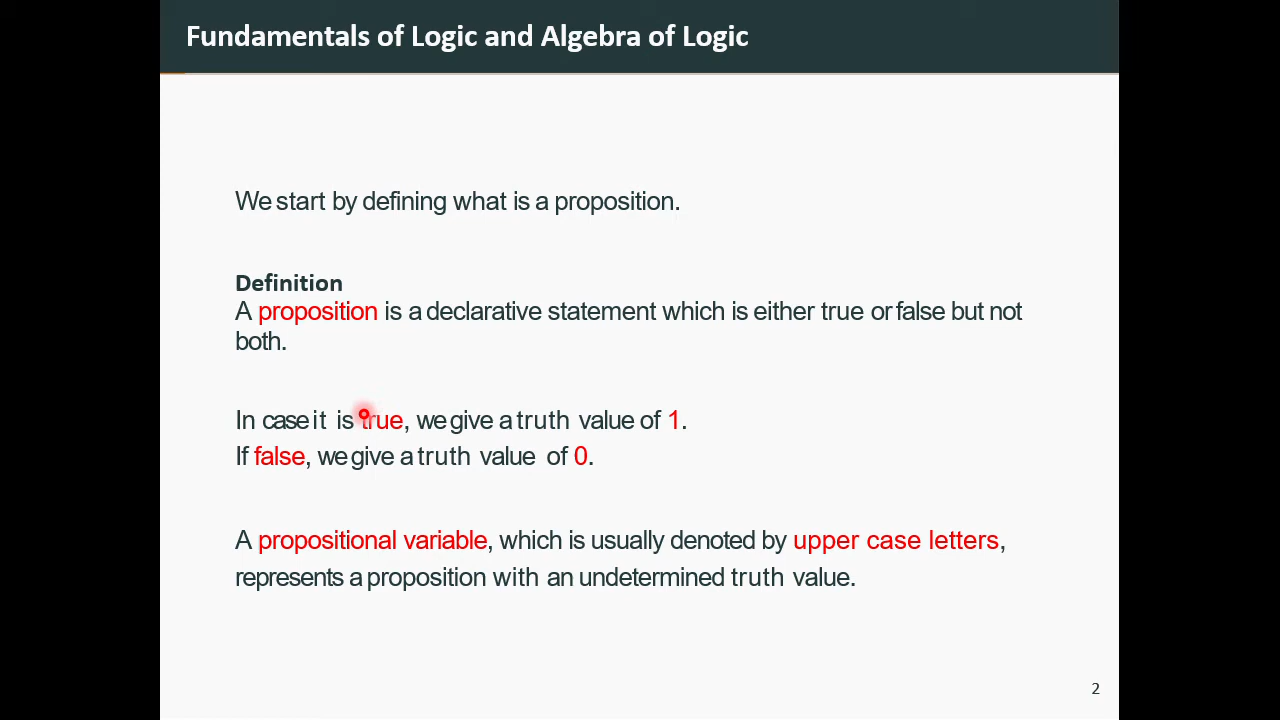 Fundamentals of Logic and Algebra of Logic
We start by defining what is a proposition.
Definition
A proposition is a declarative statement which is either true or false but not
both.
In case it is true, we give a truth value of 1.
If false, we give a truth value of 0.
A propositional variable, which is usually denoted by upper case letters,
represents a proposition with an undetermined truth value.
2